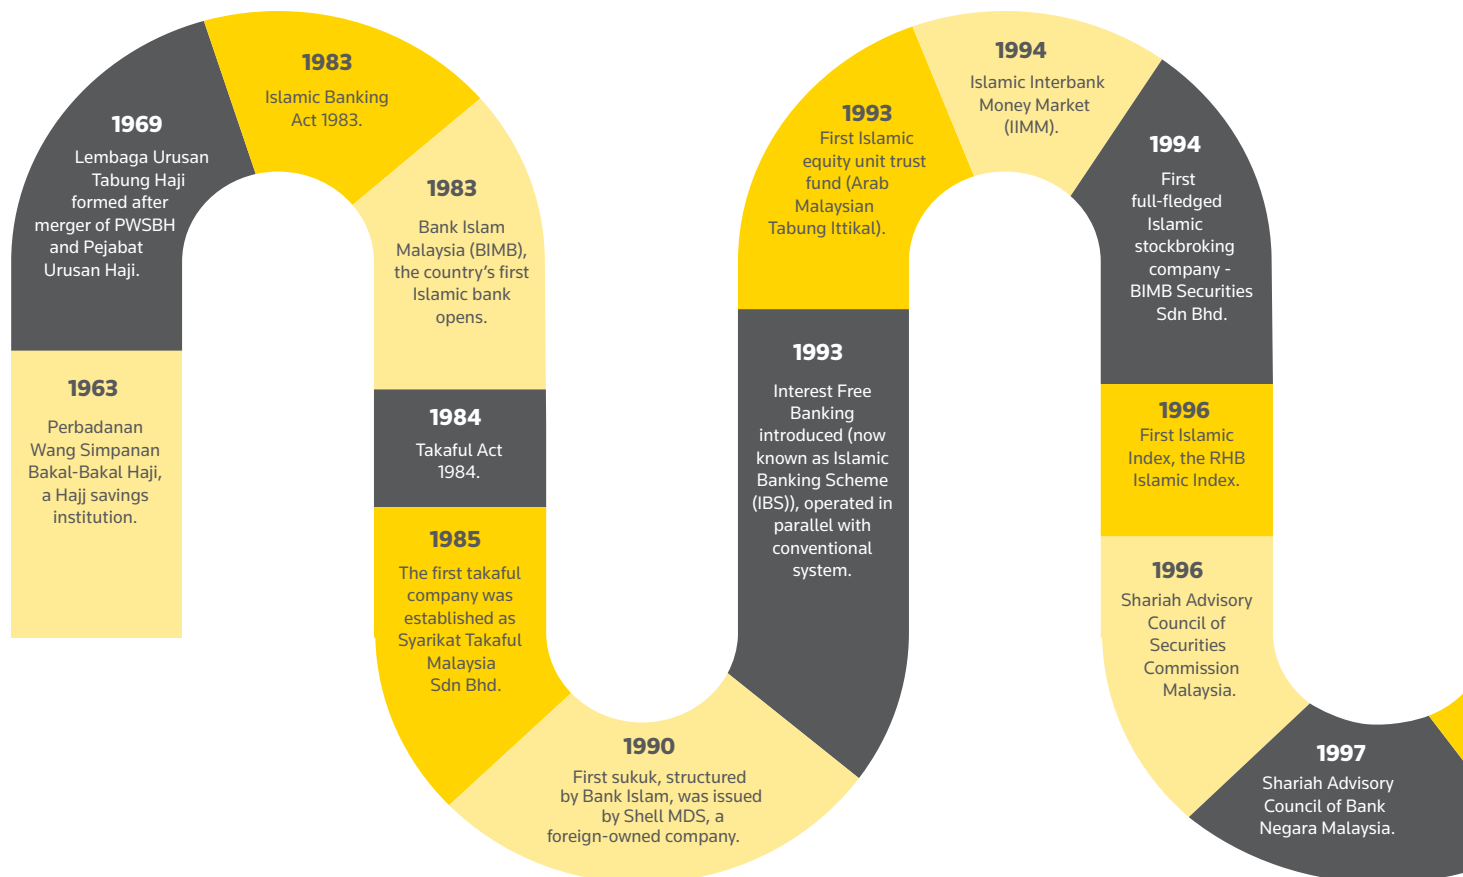 1963
Perbadanan
Wang Simpanan
Bakal-Bakal Haji,
a Hajj savings
institution.
1969
Lembaga Urusan
Tabung Haji
formed after
merger of PWSBH
and Pejabat
Urusan Haji.
1983
Islamic Banking
Act 1983.
1983
Bank Islam
Malaysia (BIMB),
the country's first
Islamic bank
opens.
1984
Takaful Act
1984.
1985
The first takaful
company was
established as
Syarikat Takaful
Malaysia
Sdn Bhd.
1990
First sukuk, structured
by Bank Islam, was issued
by Shell MDS, a
foreign-owned company.
1993
Interest Free
Banking
introduced (now
known as Islamic
Banking Scheme
(IBS)), operated in
parallel with
conventional
system.
1993
First Islamic
equity unit trust
fund (Arab
Malaysian
Tabung Ittikal).
1994
Islamic Interbank
Money Market
(IIMM).
1994
First
full-fledged
Islamic
stockbroking
company -
BIMB Securities
Sdn Bhd.
1996
First Islamic
Index, the RHB
Islamic Index.
1996
Shariah Advisory
Council of
Securities
Commission
Malaysia.
1997
Shariah Advisory
Council of Bank
Negara Malaysia.